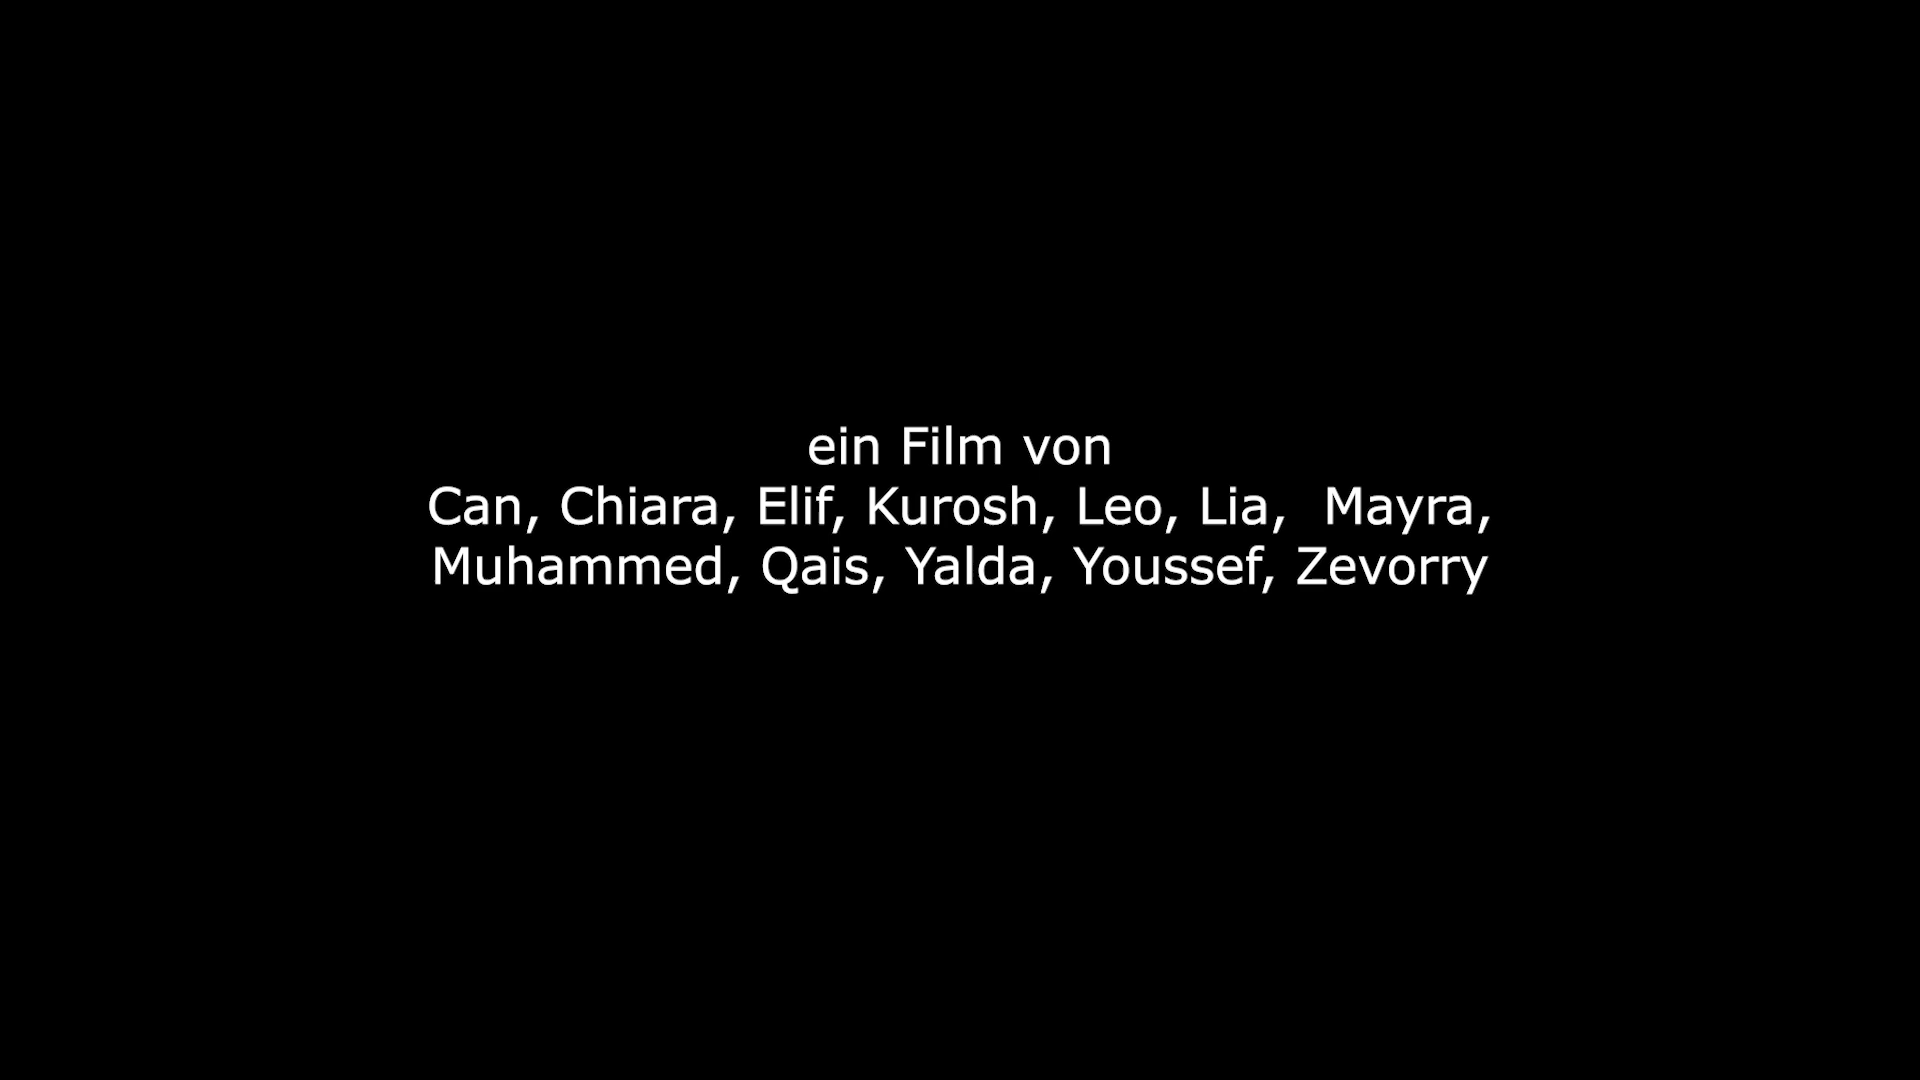 ein Film von
Can, Chiara, Elif, Kurosh, Leo, Lia,  Mayra,
Muhammed, Qais, Yalda, Youssef, Zevorry